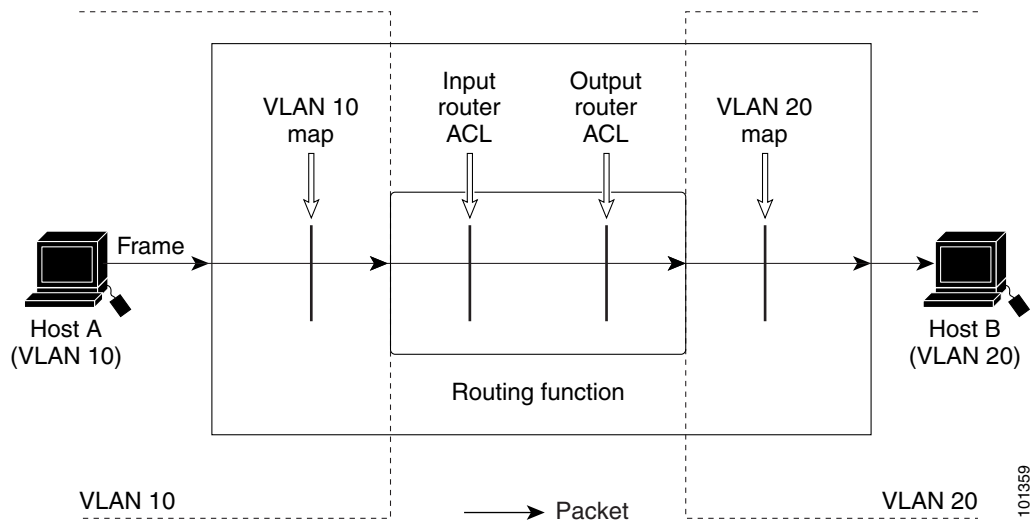 VLAN 10
map
Input
router
ACL
Output
router
ACL
VLAN 20
map
Frame
Host A
(VLAN 10)
Host B
(VLAN 20)
Routing function
VLAN 10
Packet
VLAN 20
101359